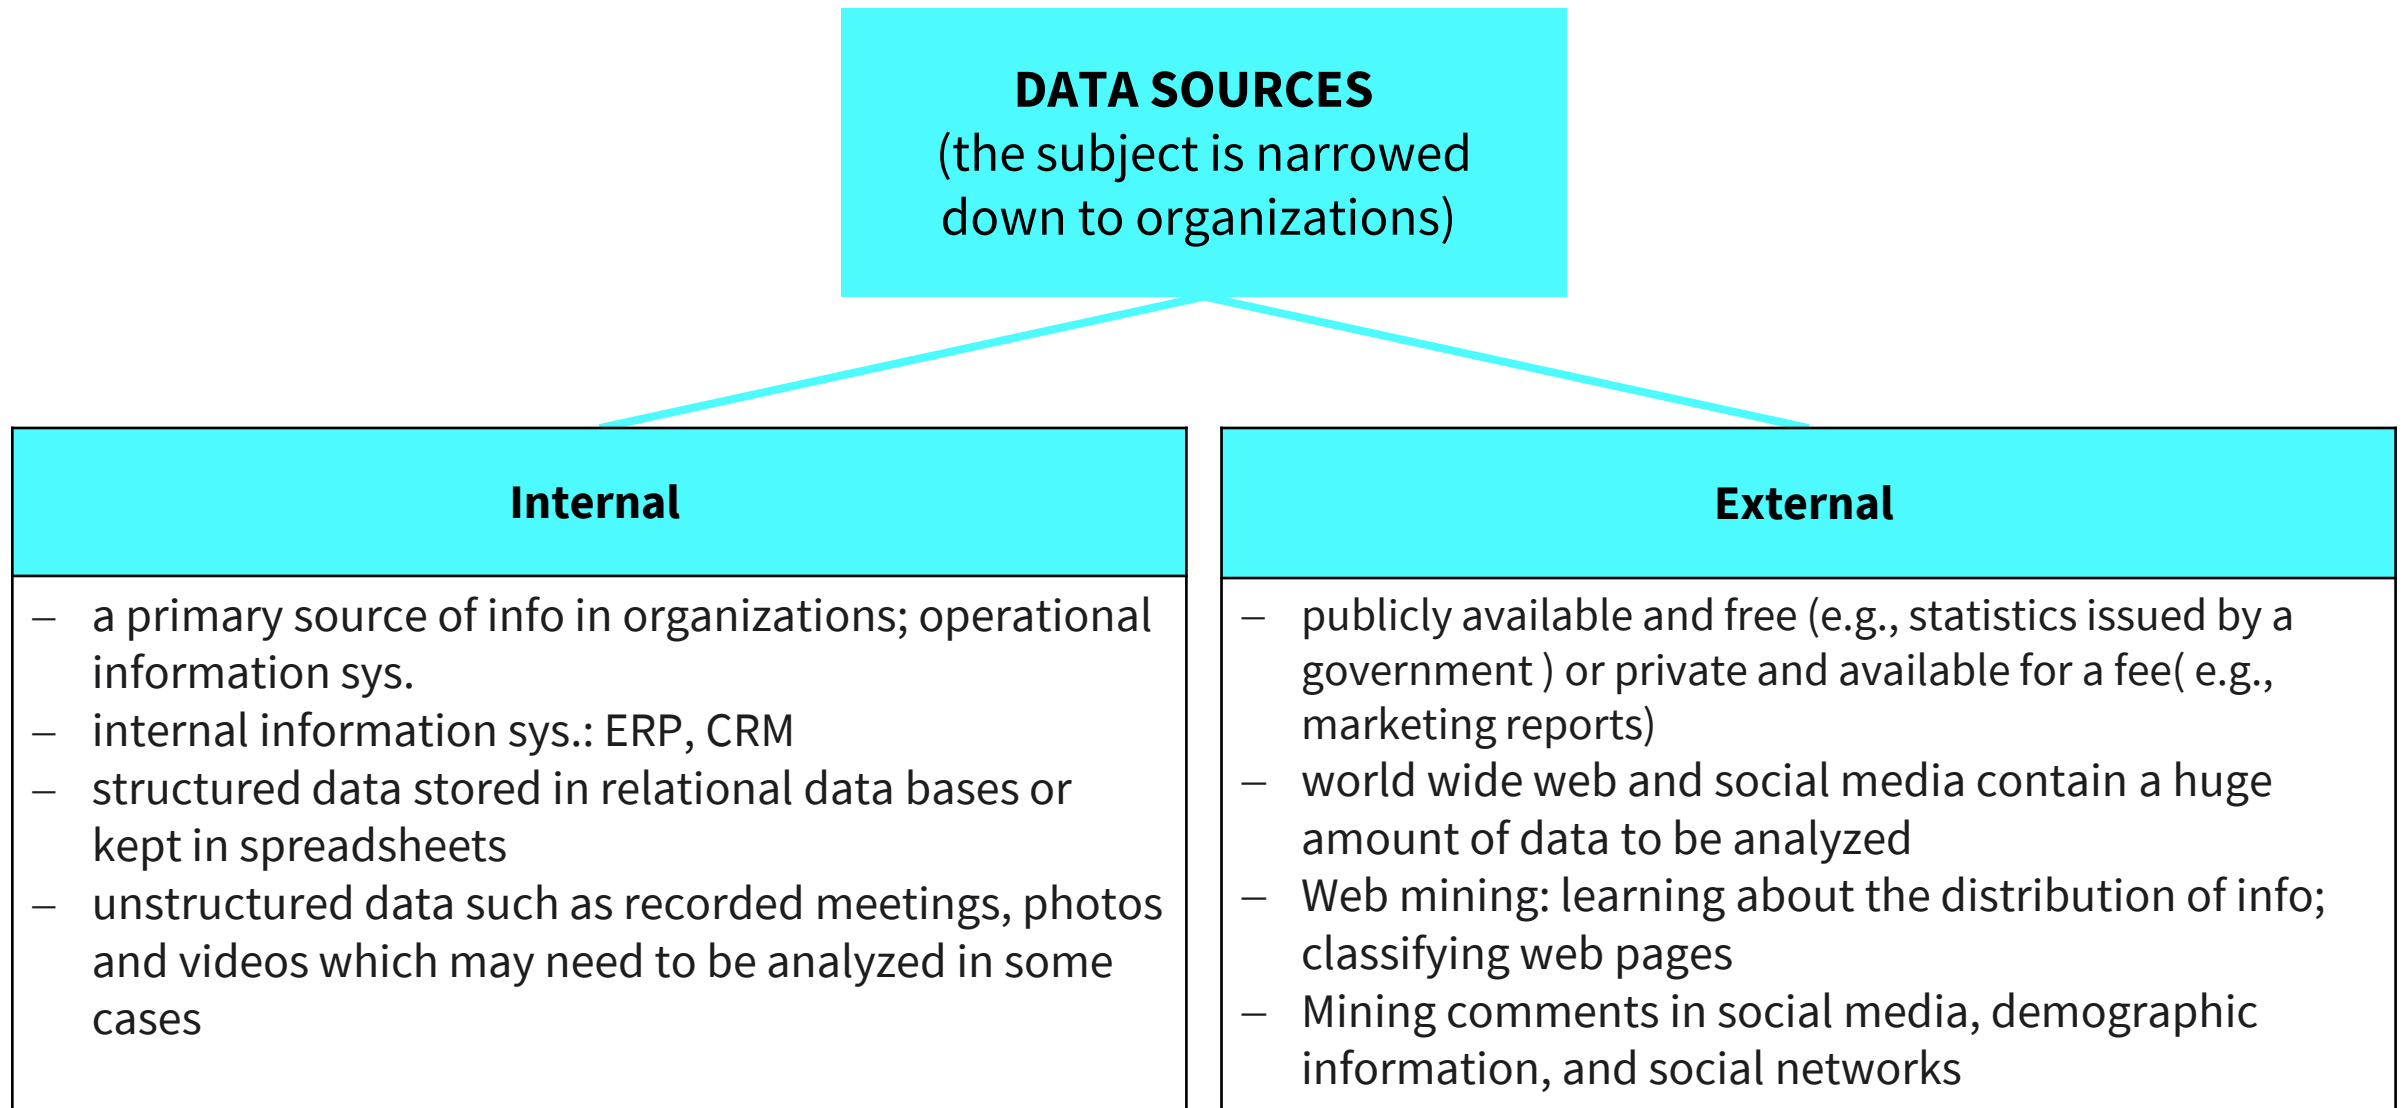 DATA SOURCES
(the subject is narrowed
down to organizations)
Internal
– a primary source of info in organizations; operational
information sys.
– internal information sys.: ERP, CRM
– structured data stored in relational data bases or
kept in spreadsheets
– unstructured data such as recorded meetings, photos
and videos which may need to be analyzed in some
cases
External
– publicly available and free (e.g., statistics issued by a
government ) or private and available for a fee( e.g.,
marketing reports)
– world wide web and social media contain a huge
amount of data to be analyzed
– Web mining: learning about the distribution of info;
classifying web pages
– Mining comments in social media, demographic
information, and social networks